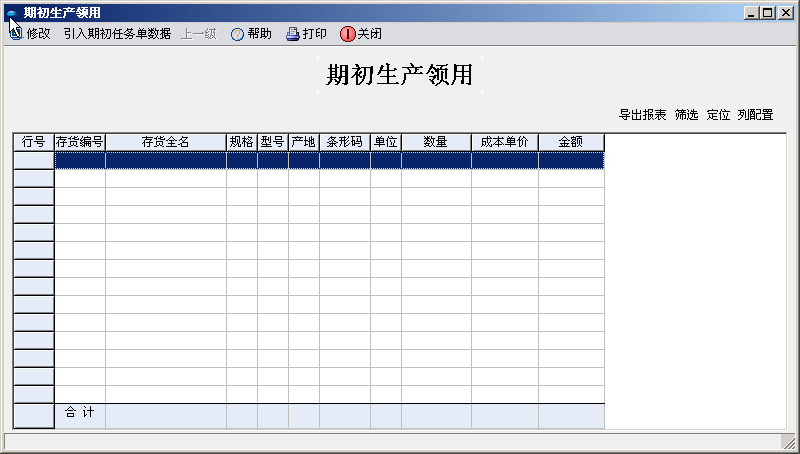 期初生产领用
修改 引入期初任务单数据 上一级 帮助 打印 关闭
期初生产领用
导出报表 筛选 定位 列配置
行号 存货编号 存货全名 规格 型号 产地 条形码 单位 数量 成本单价 金额
合 计